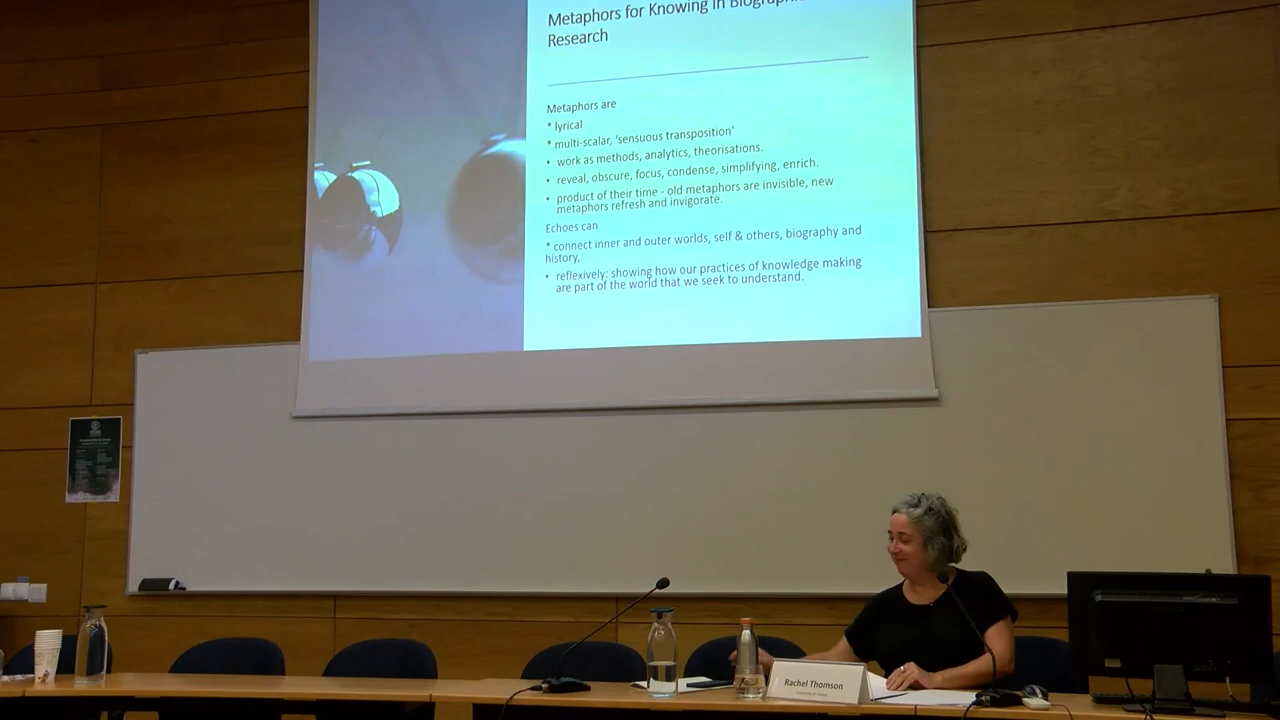 Metaphors for Knowing in
Research
Metaphors are
* lyrical
* multi-scalar, ‘sensuous transposition’
• work as methods, analytics, theorisations.
• reveal, obscure, focus, condense, simplifying, enrich.
• product of their time - old metaphors are invisible, new
metaphors refresh and invigorate.
Echoes can
* connect inner and outer worlds, self & others, biography and
history,
• reflexively: showing how our practices of knowledge making
are part of the world that we seek to understand.
Rachel Thomson